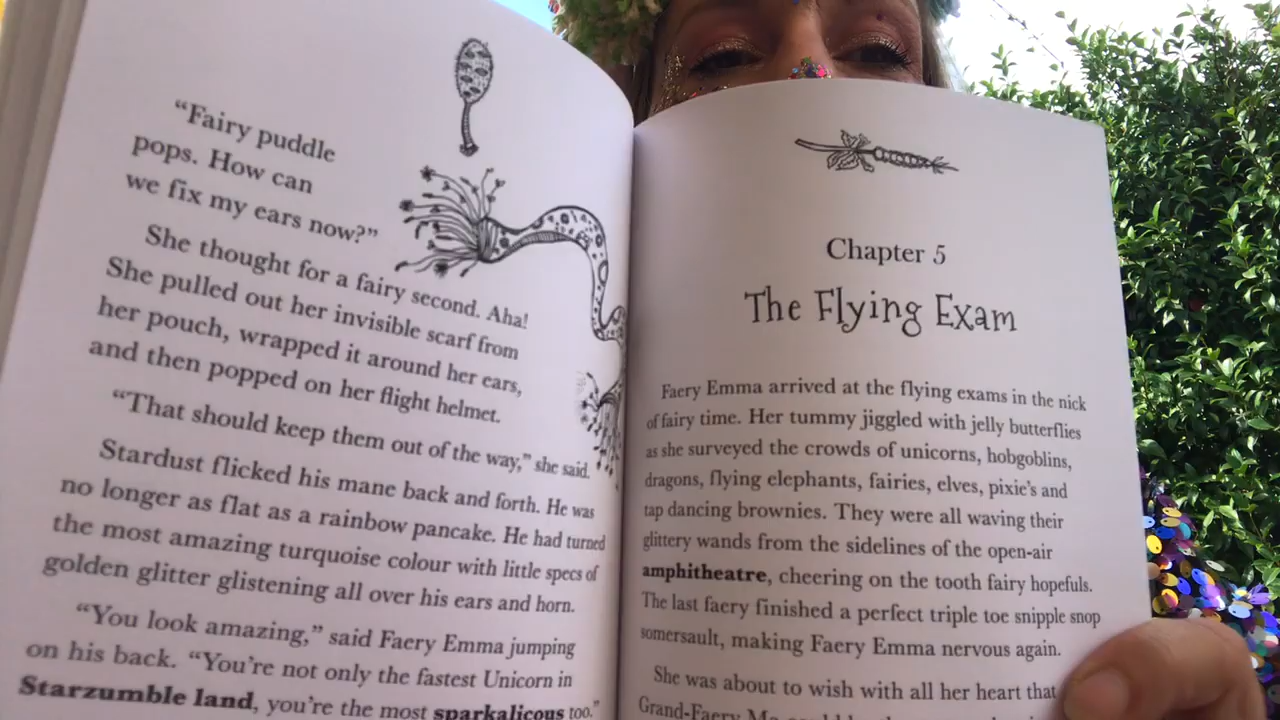 “Fairy puddle
pops. How can
we fix my ears now?”
She thought for a fairy second. Aha!
She pulled out her invisible scarf from
her pouch, wrapped it around her ears,
and then popped on her flight helmet.
“That should keep them out of the way,” she said.
Stardust flicked his mane back and forth. He was
no longer as flat as a rainbow pancake. He had turned
the most amazing turquoise colour with little specs of
golden glitter glistening all over his ears and horn.
“You look amazing,” said Faery Emma jumping
on his back. “You’re not only the fastest Unicorn in
Starzumble land, you’re the most sparkalicous too.”
Chapter 5
The Flying Exam
Faery Emma arrived at the flying exams in the nick
of fairy time. Her tummy jiggled with jelly butterflies
as she surveyed the crowds of unicorns, hobgoblins,
dragons, flying elephants, fairies, elves, pixie’s and
tap dancing brownies. They were all waving their
glittery wands from the sidelines of the open-air
amphitheatre, cheering on the tooth fairy hopefuls.
The last faery finished a perfect triple toe snipple snop
somersault, making Faery Emma nervous again.
She was about to wish with all her heart that
Grand-Faery